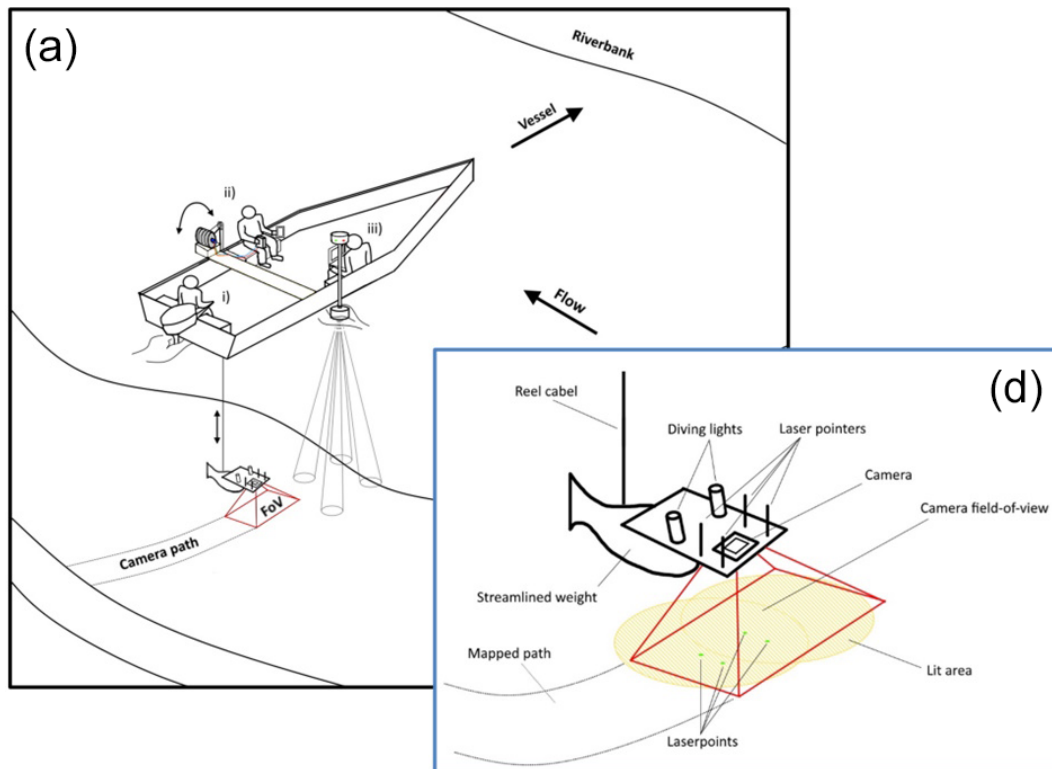 (a)
Riverbank
Vessel
ii)
iii)
i)
Flow
FoV
Camera path
(d)
Reel cabel
Diving lights
Laser pointers
Camera
Camera field-of-view
Streamlined weight
Mapped path
Lit area
Laserpoints